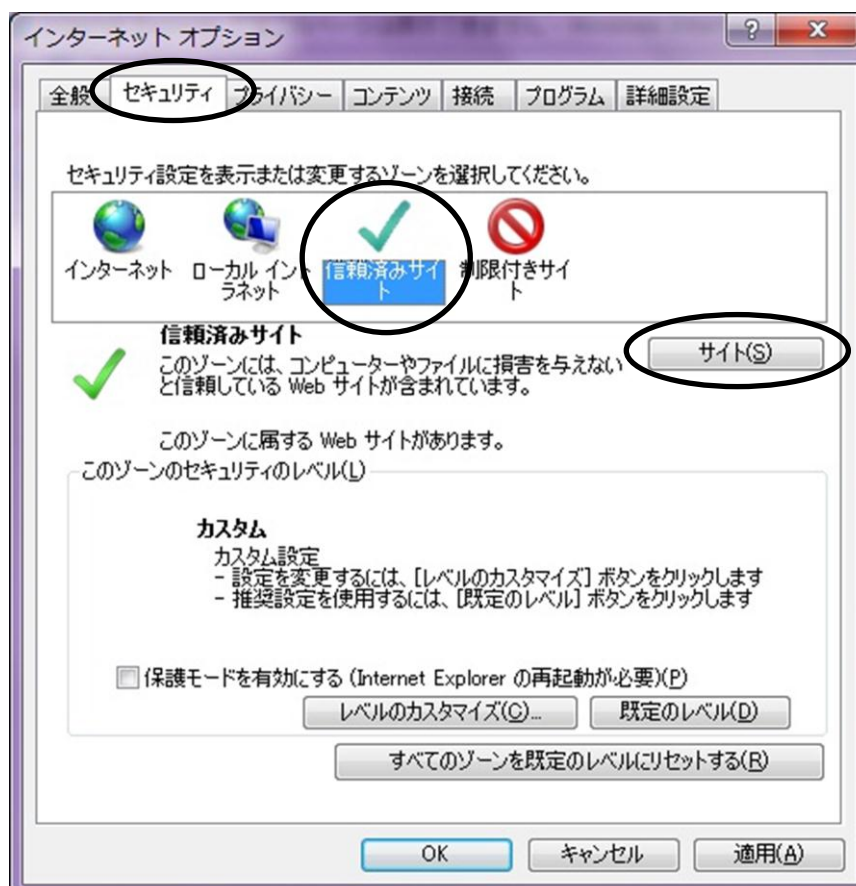 インターネット オプション
全般 セキュリティ プライバシー コンテンツ 接続 プログラム 詳細設定
セキュリティ設定を表示または変更するゾーンを選択してください。
インターネット
ローカル イント
ラネット
信頼済みサイ
ト
制限付きサイ
ト
信頼済みサイト
サイト(S)
このゾーンには、コンピューターやファイルに損害を与えない
と信頼している Web サイトが含まれています。
このゾーンに属する Web サイトがあります。
このゾーンのセキュリティのレベル(L)
カスタム
カスタム設定
- 設定を変更するには、[レベルのカスタマイズ] ボタンをクリックします
- 推奨設定を使用するには、[既定のレベル] ボタンをクリックします
保護モードを有効にする (Internet Explorer の再起動が必要)(P)
レベルのカスタマイズ(C)... 既定のレベル(D)
すべてのゾーンを既定のレベルにリセットする(R)
OK キャンセル 適用(A)